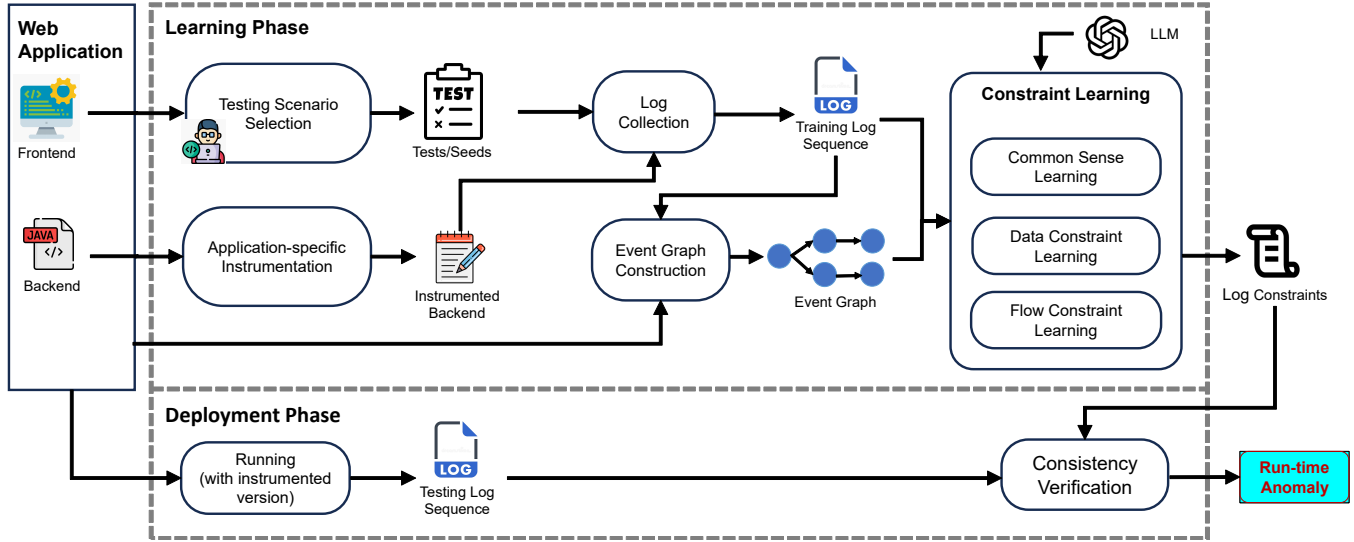 Web
Application
Frontend
JAVA
</>
Backend
Learning Phase
Testing Scenario
Selection
</>
TEST
Tests/Seeds
Log
Collection
LOG
Training Log
Sequence
LLM
Application-specific
Instrumentation
Instrumented
Backend
Event Graph
Construction
Event Graph
Constraint Learning
Common Sense
Learning
Data Constraint
Learning
Flow Constraint
Learning
Log Constraints
Deployment Phase
Running
(with instrumented
version)
LOG
Testing Log
Sequence
Consistency
Verification
Run-time
Anomaly